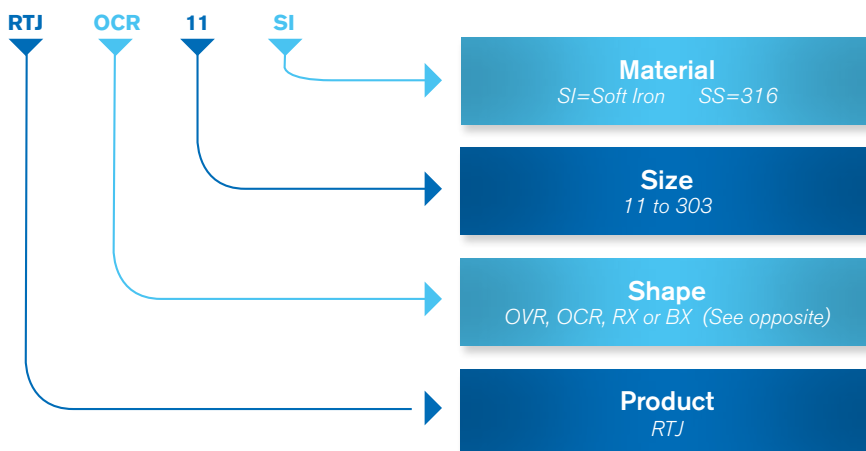 RTJ OCR 11 SI
Material
SI=Soft Iron SS=316
Size
11 to 303
Shape
OVR, OCR, RX or BX (See opposite)
Product
RTJ